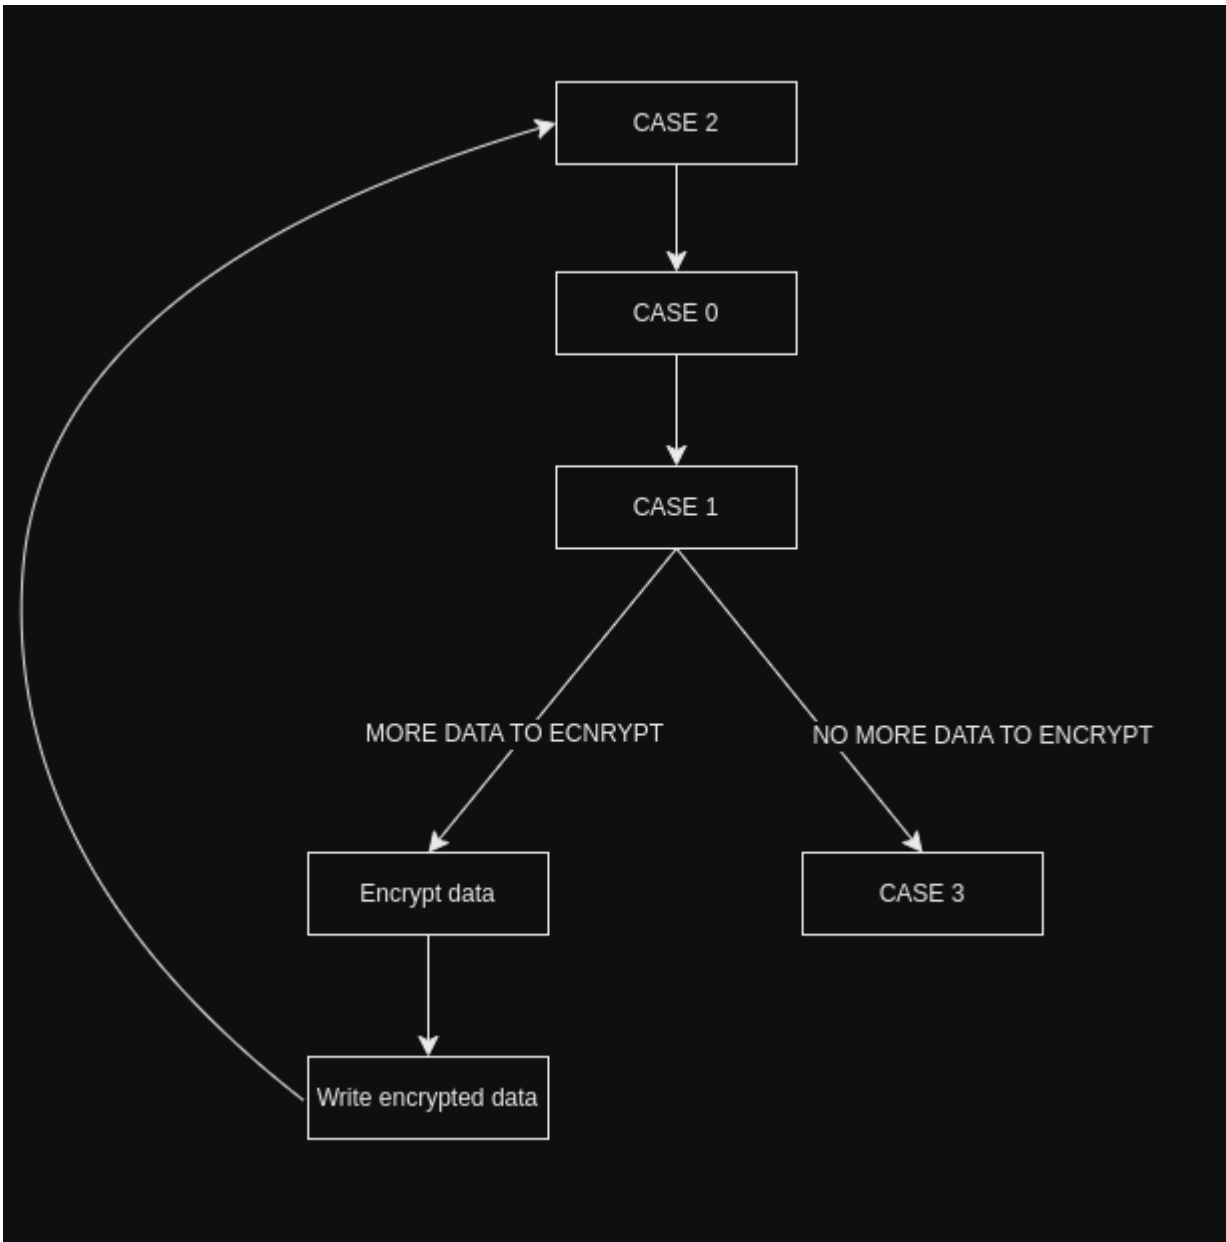 CASE 2
CASE 0
CASE 1
MORE DATA TO ECNRYPT
NO MORE DATA TO ENCRYPT
Encrypt data
CASE 3
Write encrypted data